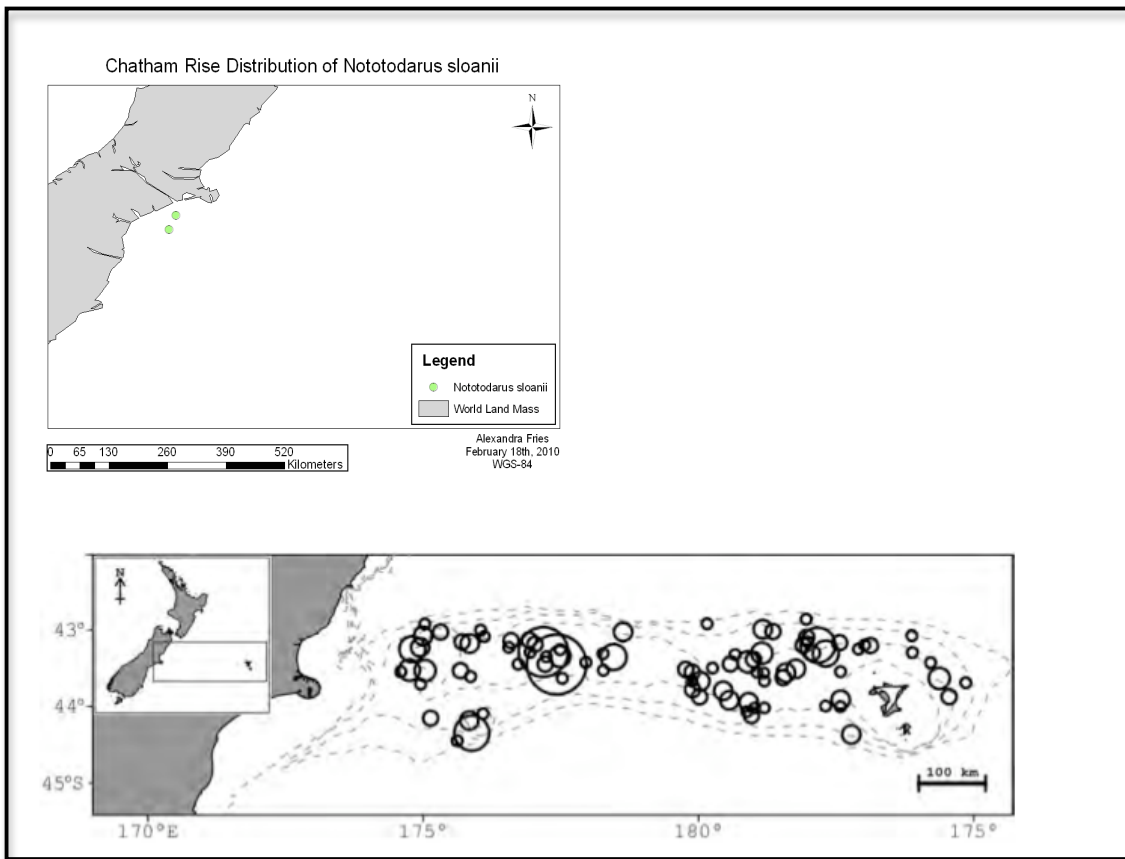 Chatham Rise Distribution of Nototodarus sloanii
N
Legend
Nototodarus sloanii
World Land Mass
0 65 130 260 390 520
Kilometers
Alexandra Fries
February 18th, 2010
WGS-84
N
43°
44°
45°S
100 km
170°E 175° 180° 175°